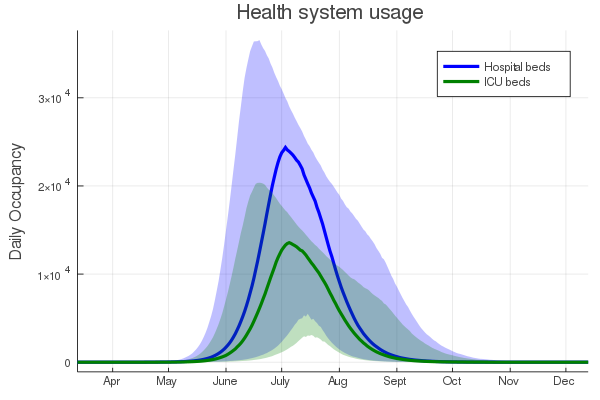 Health system usage
Hospital beds
ICU beds
Daily Occupancy
3×10⁴
2×10⁴
1×10⁴
0
Apr May June July Aug Sept Oct Nov Dec